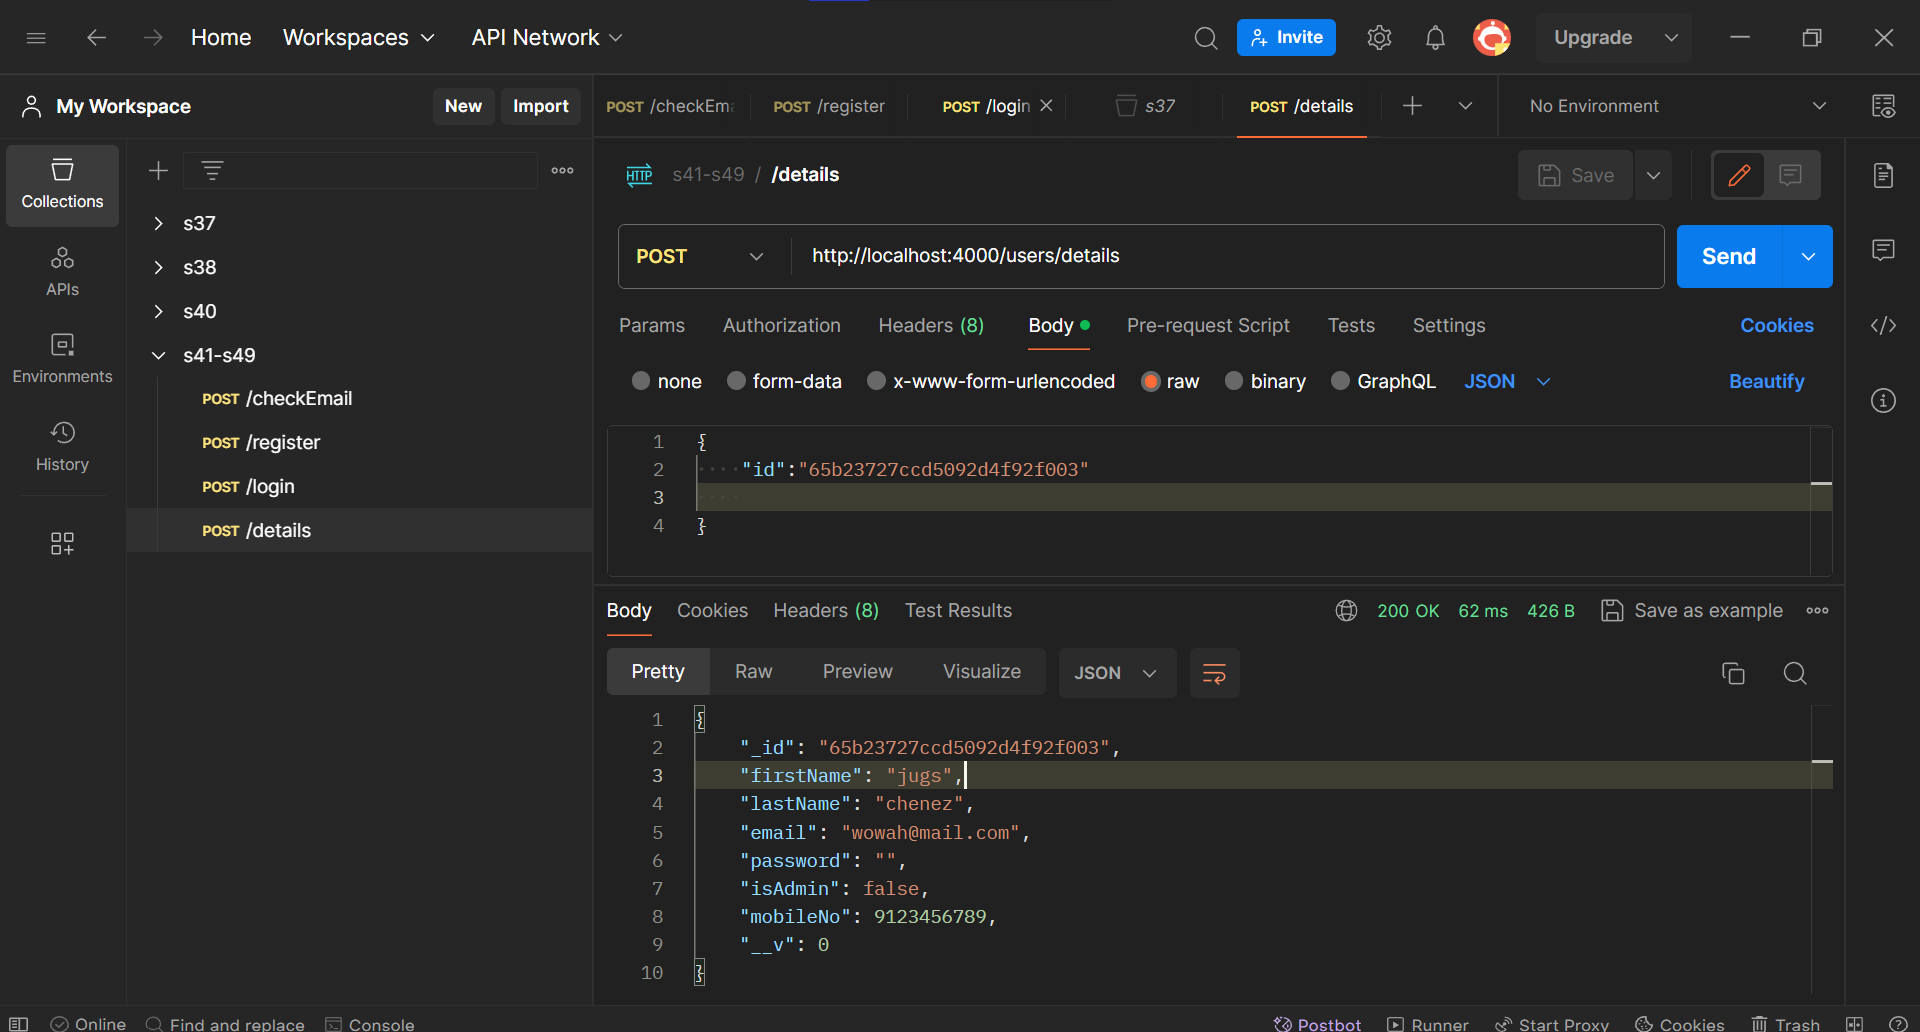 Home Workspaces API Network Invite Upgrade
My Workspace New Import
POST /checkEma POST /register POST /login s37 POST /details No Environment
Collections
APIs
Environments
History
s37
s38
s40
s41-s49
POST /checkEmail
POST /register
POST /login
POST /details
HTTP s41-s49 / /details Save
POST http://localhost:4000/users/details Send
Params Authorization Headers (8) Body Pre-request Script Tests Settings Cookies
none form-data x-www-form-urlencoded raw binary GraphQL JSON Beautify
1 {
2 ····"id":"65b23727ccd5092d4f92f003"
3 ····
4 }
Body Cookies Headers (8) Test Results 200 OK 62 ms 426 B Save as example
Pretty Raw Preview Visualize JSON
1 {
2 "_id": "65b23727ccd5092d4f92f003",
3 "firstName": "jugs",
4 "lastName": "chenez",
5 "email": "wowah@mail.com",
6 "password": "",
7 "isAdmin": false,
8 "mobileNo": 9123456789,
9 "__v": 0
10 }
Online Find and replace Console Postbot Runner Start Proxy Cookies Trash